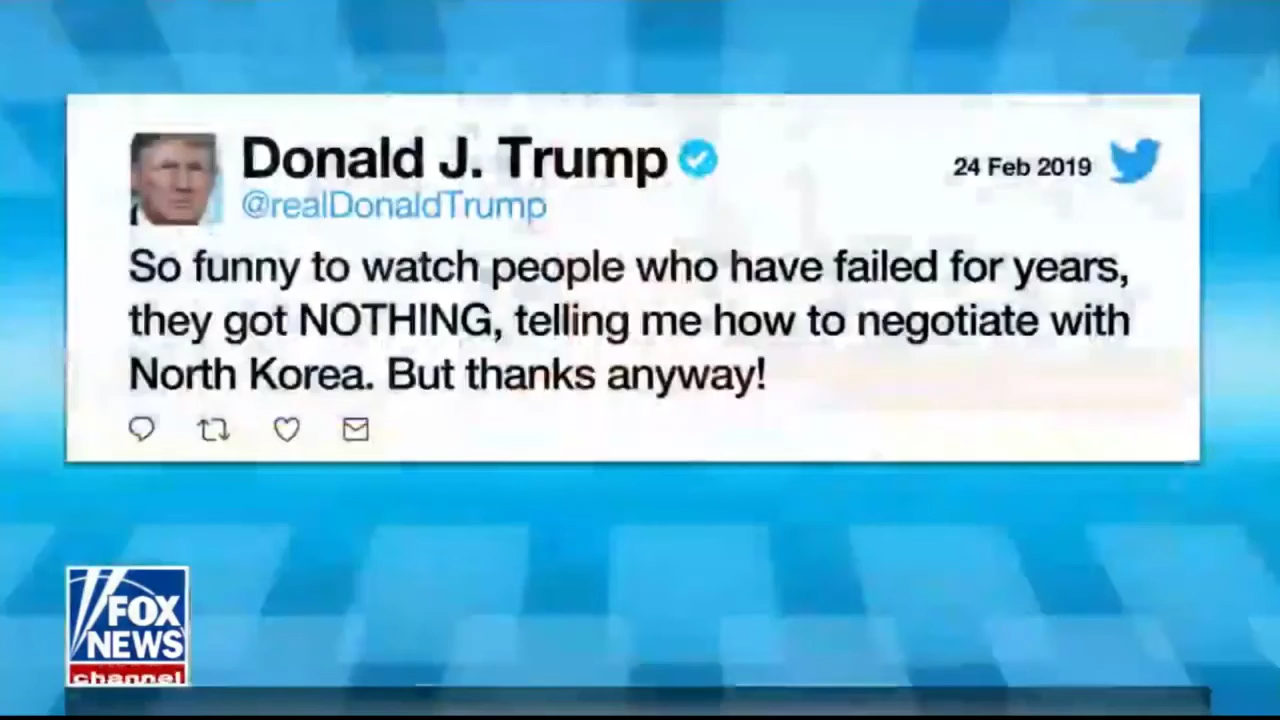 Donald J. Trump
24 Feb 2019
@realDonaldTrump
So funny to watch people who have failed for years,
they got NOTHING, telling me how to negotiate with
North Korea. But thanks anyway!
FOX
NEWS
channel